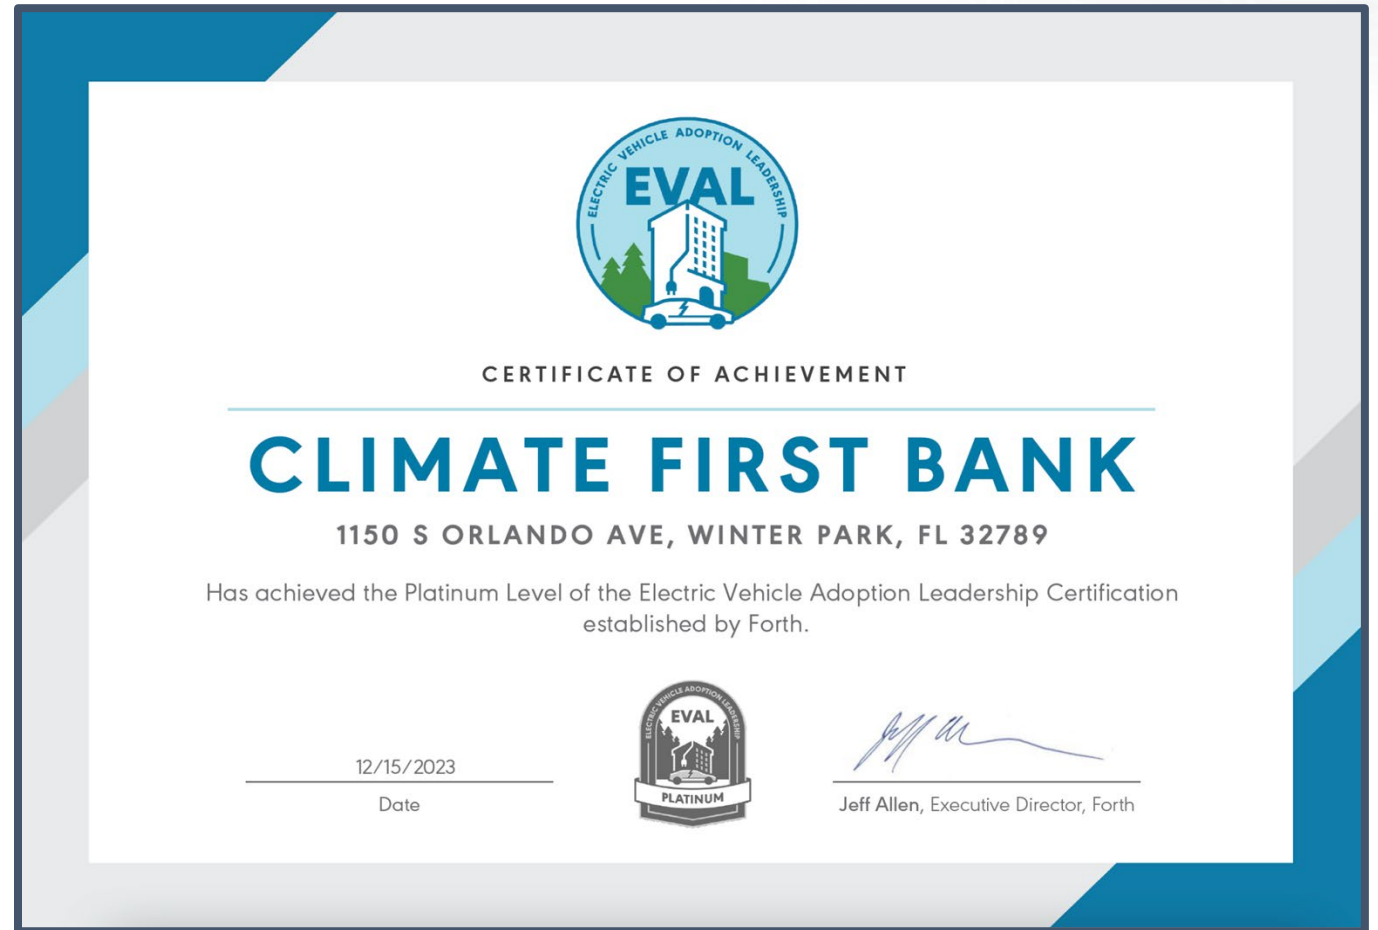 ELECTRIC VEHICLE ADOPTION LEADERSHIP
EVAL
CERTIFICATE OF ACHIEVEMENT
CLIMATE FIRST BANK
1150 S ORLANDO AVE, WINTER PARK, FL 32789
Has achieved the Platinum Level of the Electric Vehicle Adoption Leadership Certification
established by Forth.
ELECTRIC VEHICLE ADOPTION LEADERSHIP
EVAL
PLATINUM
12/15/2023
Date
Jeff Allen, Executive Director, Forth